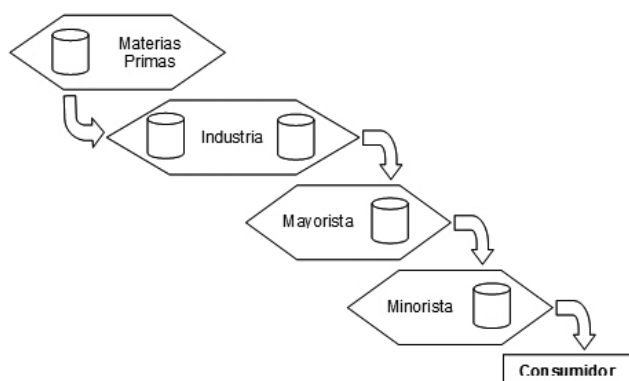 Materias
Primas
Industria
Mayorista
Minorista
Consumidor